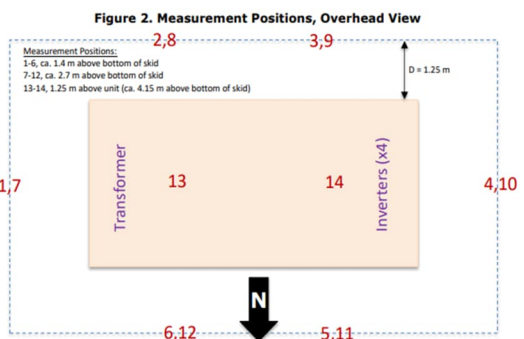 Figure 2. Measurement Positions, Overhead View
2,8
3,9
Measurement Positions:
1-6, ca. 1.4 m above bottom of skid
7-12, ca. 2.7 m above bottom of skid
13-14, 1.25 m above unit (ca. 4.15 m above bottom of skid)
D = 1.25 m
1,7
Transformer
13
14
Inverters (x4)
4,10
N
6,12
5,11